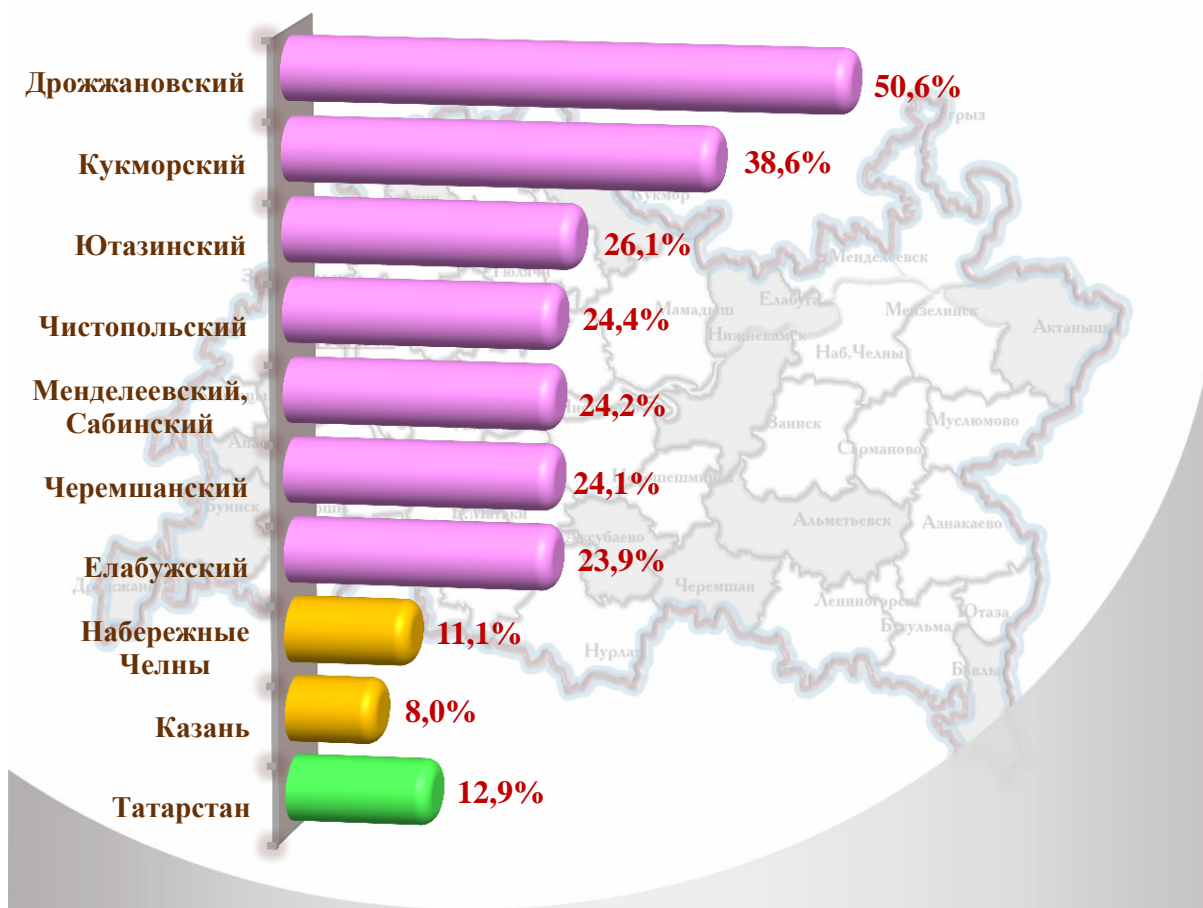 Дрожжановский
50,6%
Кукморский
38,6%
Ютазинский
26,1%
Чистопольский
24,4%
Менделеевский,
Сабинский
24,2%
Черемшанский
24,1%
Елабужский
23,9%
Набережные
Челны
11,1%
Казань
8,0%
Татарстан
12,9%
Кукмор
Менделеевск
Мамадыш
Елабуга
Мензелинск
Актаныш
Нижнекамск
Наб.Челны
Заинск
Муслюмово
Сарманово
Альметьевск
Азнакаево
Аксубаево
Черемшан
Лениногорск
Бугульма
Ютаза
Нурлат
Бавлы
Буинск